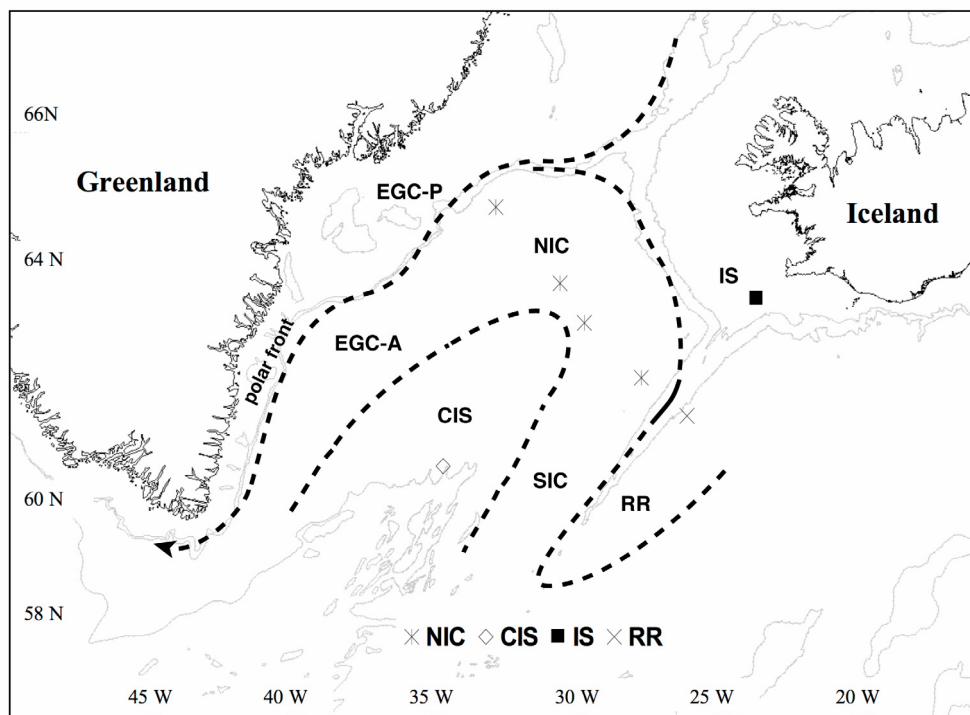 66N
Greenland
EGC-P
Iceland
NIC
64 N
IS
polar front
EGC-A
CIS
SIC
60 N
RR
58 N
NIC CIS IS RR
45 W 40 W 35 W 30 W 25 W 20 W